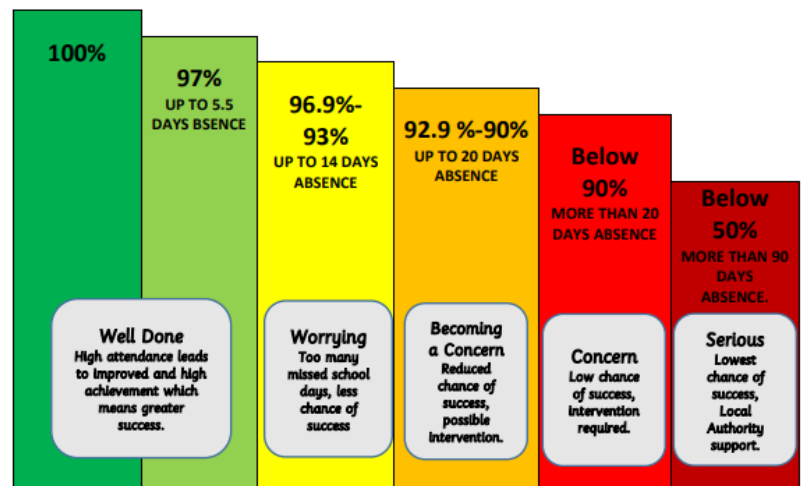 100%
97%
UP TO 5.5
DAYS BSENCE
96.9%-
93%
UP TO 14 DAYS
ABSENCE
92.9 %-90%
UP TO 20 DAYS
ABSENCE
Below
90%
MORE THAN 20
DAYS ABSENCE
Below
50%
MORE THAN 90
DAYS
ABSENCE.
Well Done
High attendance leads
to improved and high
achievement which
means greater
success.
Worrying
Too many
missed school
days, less
chance of
success
Becoming
a Concern
Reduced
chance of
success,
possible
intervention.
Concern
Low chance
of success,
intervention
required.
Serious
Lowest
chance of
success,
Local
Authority
support.